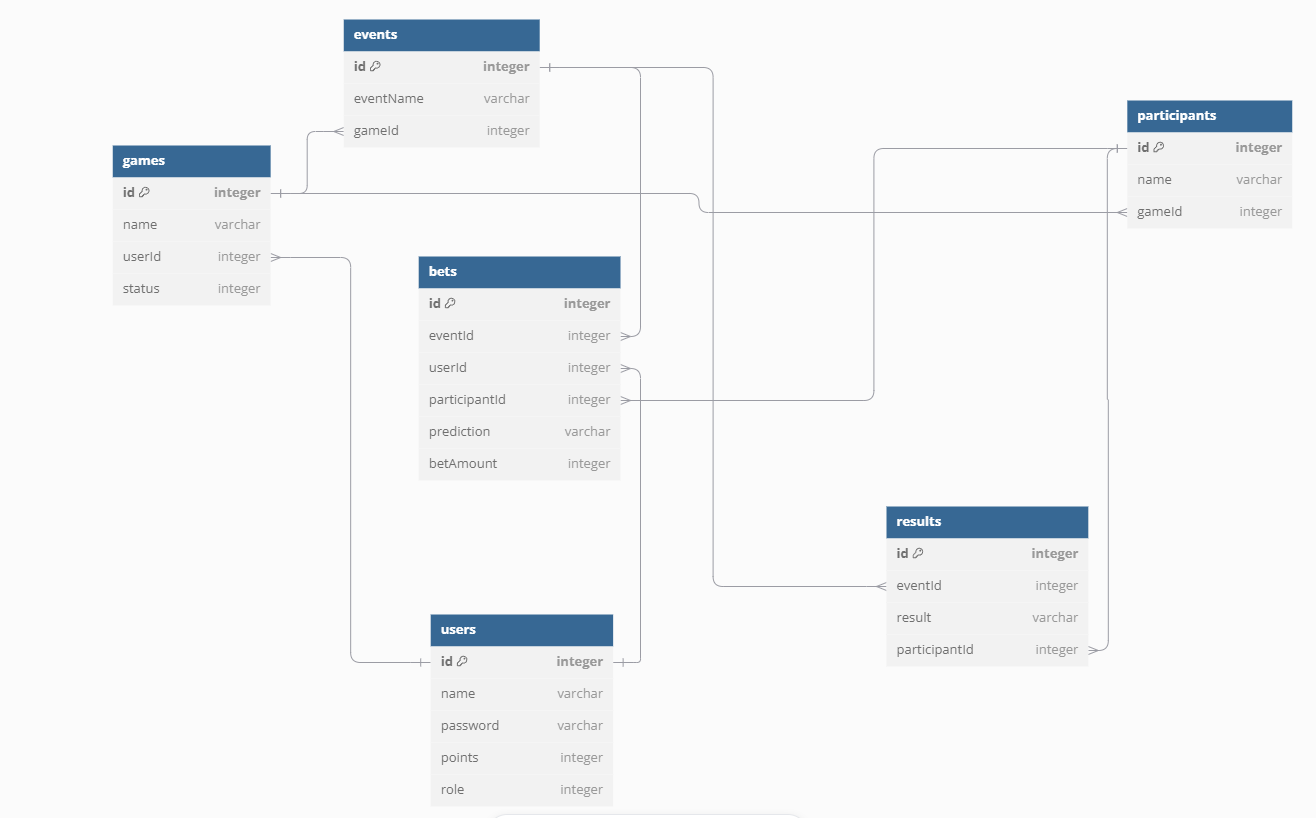 events
id integer
eventName varchar
gameId integer
participants
id integer
name varchar
gameId integer
games
id integer
name varchar
userId integer
status integer
bets
id integer
eventId integer
userId integer
participantId integer
prediction varchar
betAmount integer
results
id integer
eventId integer
result varchar
participantId integer
users
id integer
name varchar
password varchar
points integer
role integer